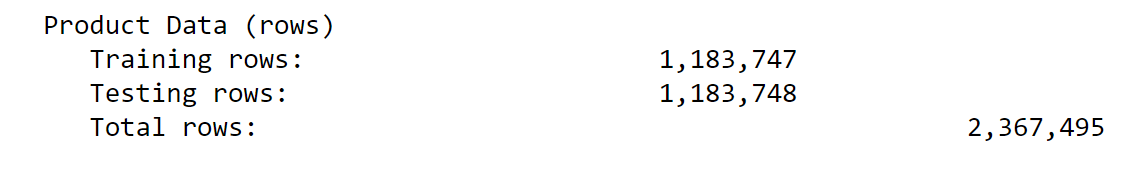 Product Data (rows)
Training rows: 1,183,747
Testing rows: 1,183,748
Total rows: 2,367,495